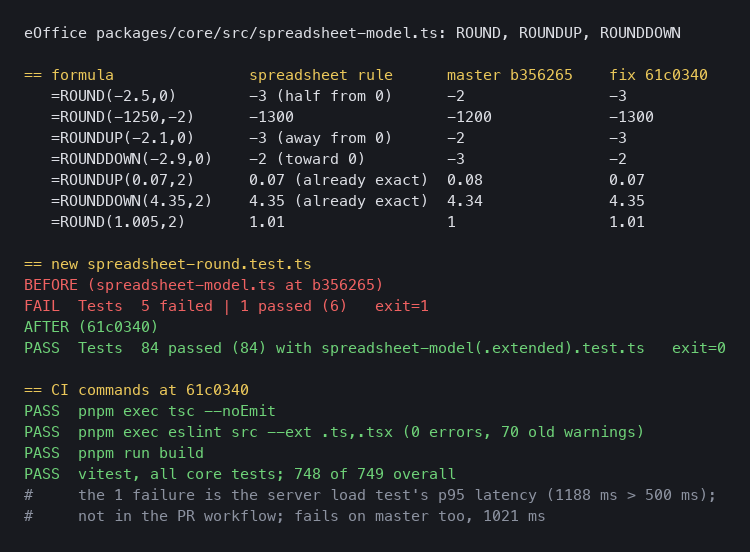 eOffice packages/core/src/spreadsheet-model.ts: ROUND, ROUNDUP, ROUNDDOWN
== formula spreadsheet rule master b356265 fix 61c0340
=ROUND(-2.5,0) -3 (half from 0) -2 -3
=ROUND(-1250,-2) -1300 -1200 -1300
=ROUNDUP(-2.1,0) -3 (away from 0) -2 -3
=ROUNDDOWN(-2.9,0) -2 (toward 0) -3 -2
=ROUNDUP(0.07,2) 0.07 (already exact) 0.08 0.07
=ROUNDDOWN(4.35,2) 4.35 (already exact) 4.34 4.35
=ROUND(1.005,2) 1.01 1 1.01
== new spreadsheet-round.test.ts
BEFORE (spreadsheet-model.ts at b356265)
FAIL Tests 5 failed | 1 passed (6) exit=1
AFTER (61c0340)
PASS Tests 84 passed (84) with spreadsheet-model(.extended).test.ts exit=0
== CI commands at 61c0340
PASS pnpm exec tsc --noEmit
PASS pnpm exec eslint src --ext .ts,.tsx (0 errors, 70 old warnings)
PASS pnpm run build
PASS vitest, all core tests; 748 of 749 overall
# the 1 failure is the server load test's p95 latency (1188 ms > 500 ms);
# not in the PR workflow; fails on master too, 1021 ms